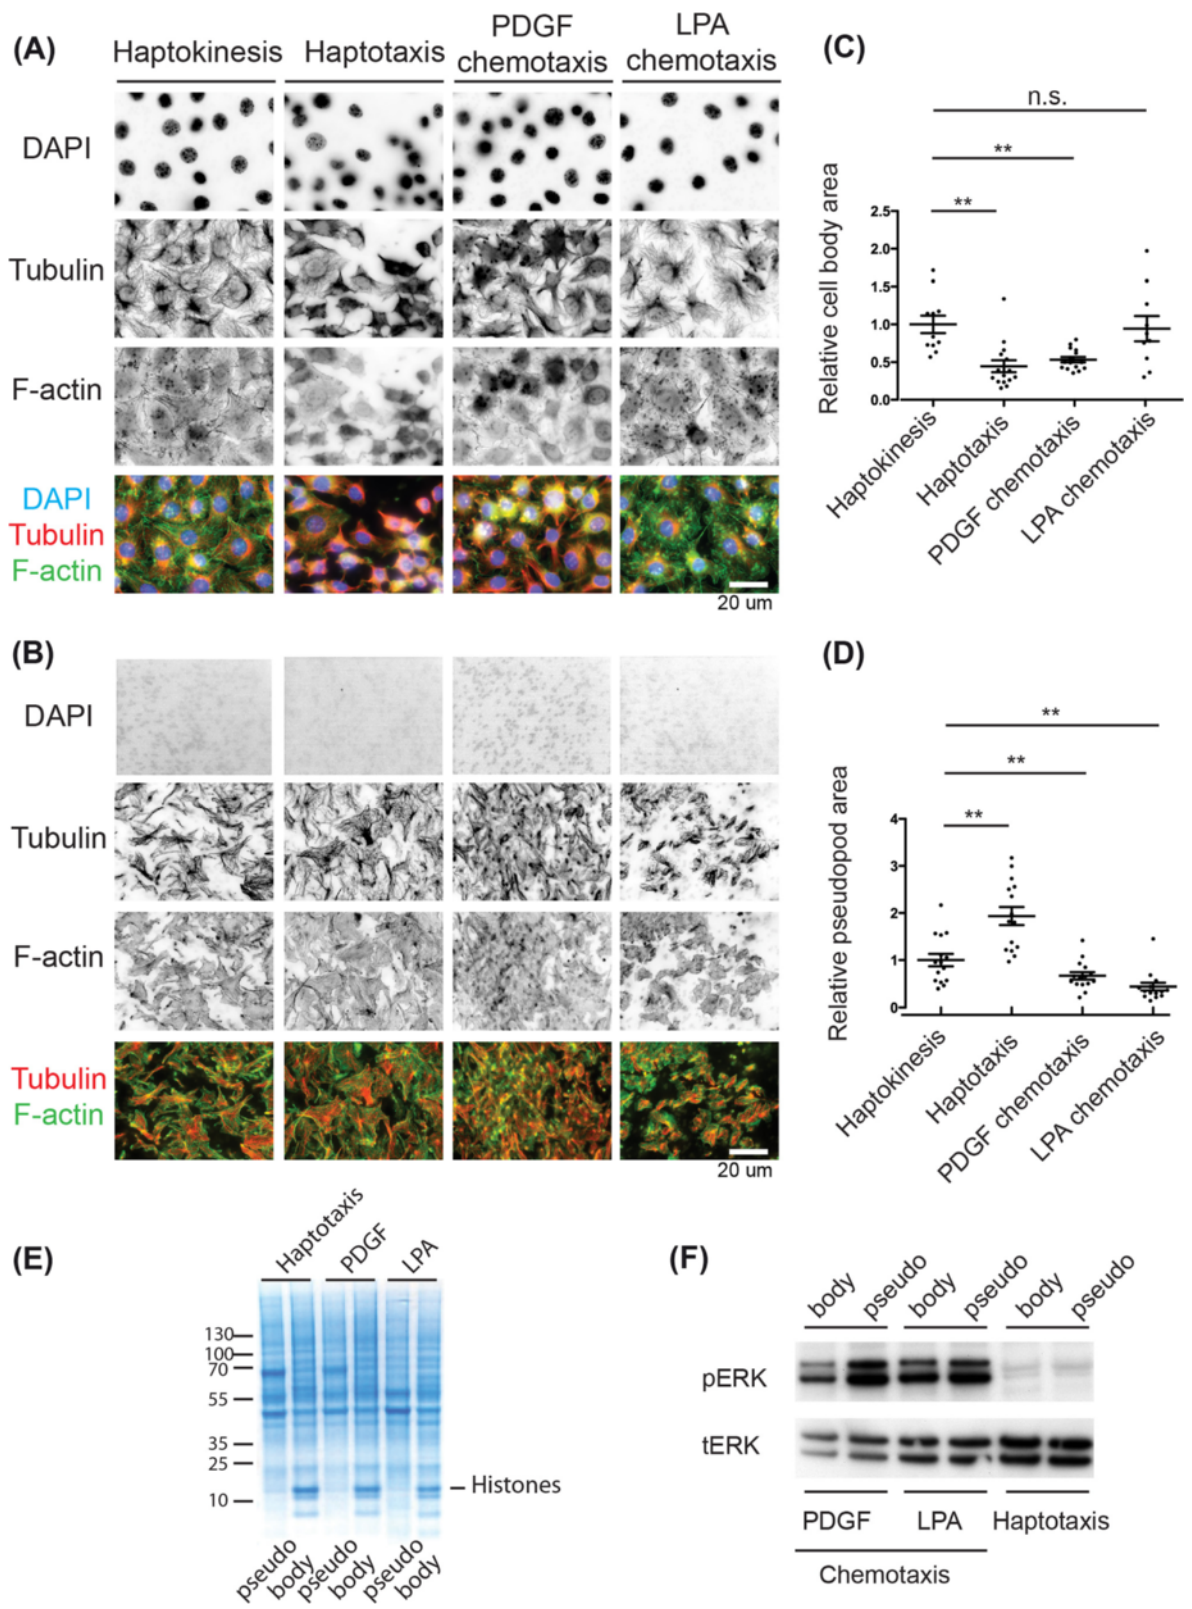 (A)
Haptokinesis
Haptotaxis
PDGF
chemotaxis
LPA
chemotaxis
DAPI
Tubulin
F-actin
DAPI
Tubulin
F-actin
20 um
(B)
DAPI
Tubulin
F-actin
Tubulin
F-actin
20 um
(C)
n.s.
**
**
Relative cell body area
2.5
2.0
1.5
1.0
0.5
0.0
Haptokinesis
Haptotaxis
PDGF chemotaxis
LPA chemotaxis
(D)
**
**
**
Relative pseudopod area
4
3
2
1
0
Haptokinesis
Haptotaxis
PDGF chemotaxis
LPA chemotaxis
(E)
Haptotaxis
PDGF
LPA
130
100
70
55
35
25
10
Histones
pseudo
body
pseudo
body
pseudo
body
(F)
body
pseudo
body
pseudo
body
pseudo
pERK
tERK
PDGF
LPA
Haptotaxis
Chemotaxis